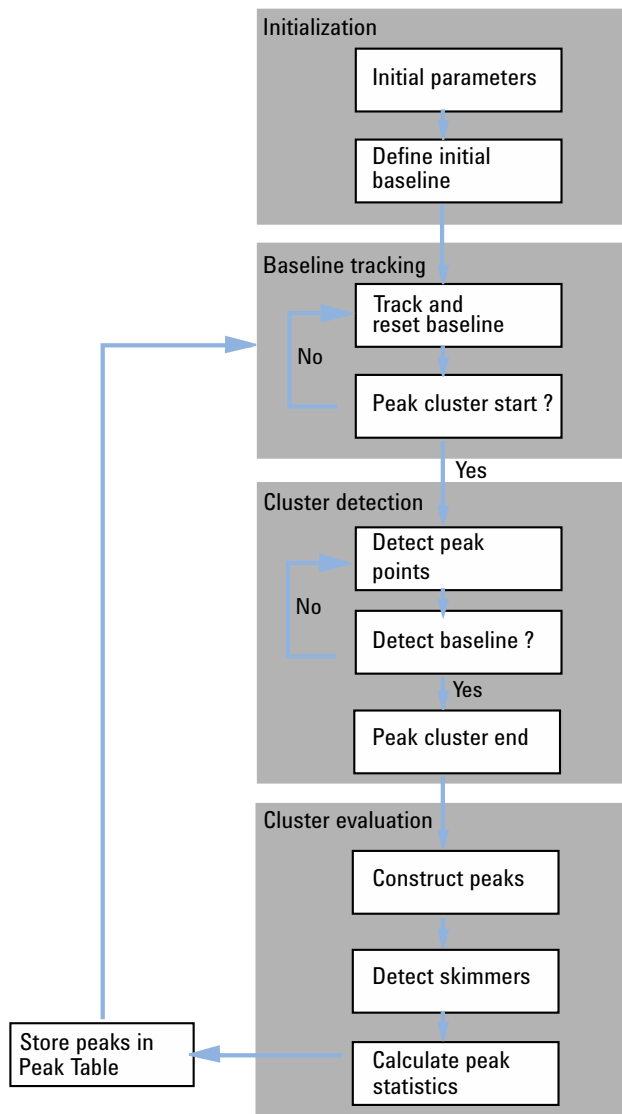 Initialization
Initial parameters
Define initial
baseline
Baseline tracking
Track and
reset baseline
No
Peak cluster start ?
Yes
Cluster detection
Detect peak
points
No
Detect baseline ?
Yes
Peak cluster end
Cluster evaluation
Construct peaks
Detect skimmers
Calculate peak
statistics
Store peaks in
Peak Table